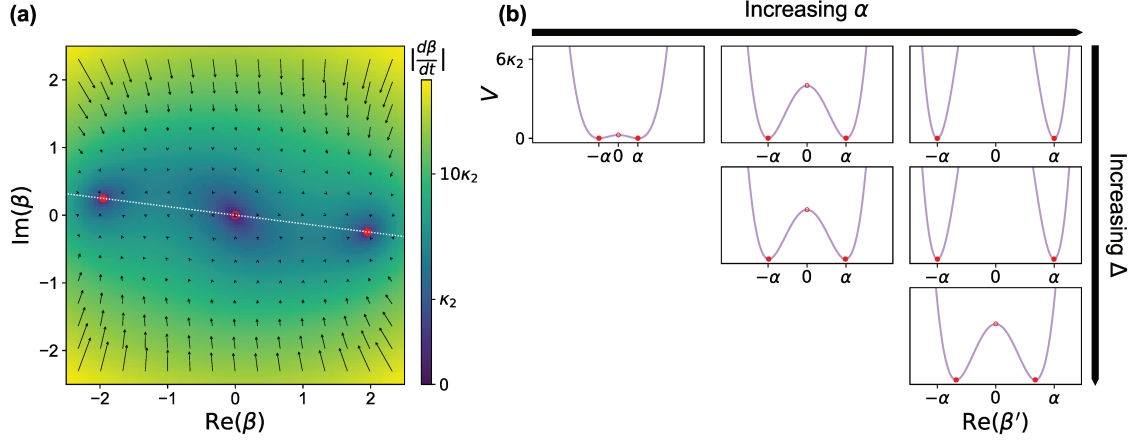 (a)
2
1
0
−1
−2
Im(β)
−2 −1 0 1 2
Re(β)
|dβ/dt|
10κ₂
κ₂
0
(b)
Increasing α
V
6κ₂
0
−α 0 α
−α 0 α
−α 0 α
−α 0 α
−α 0 α
−α 0 α
Re(β′)
Increasing Δ